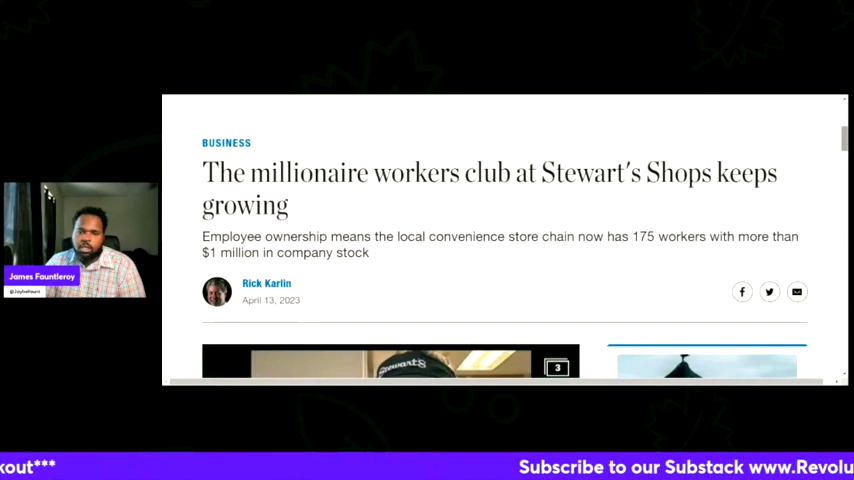 BUSINESS
The millionaire workers club at Stewart's Shops keeps
growing
Employee ownership means the local convenience store chain now has 175 workers with more than
$1 million in company stock
Rick Karlin
April 13, 2023
James Fauntleroy
Stewart's
3
kout*** Subscribe to our Substack www.Revolu